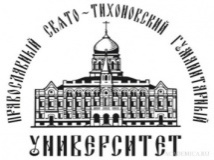 ПРАВОСЛАВНЫЙ СВЯТО-ТИХОНОВСКИЙ ГУМАНИТАРНЫЙ
УНИВЕРСИТЕТ